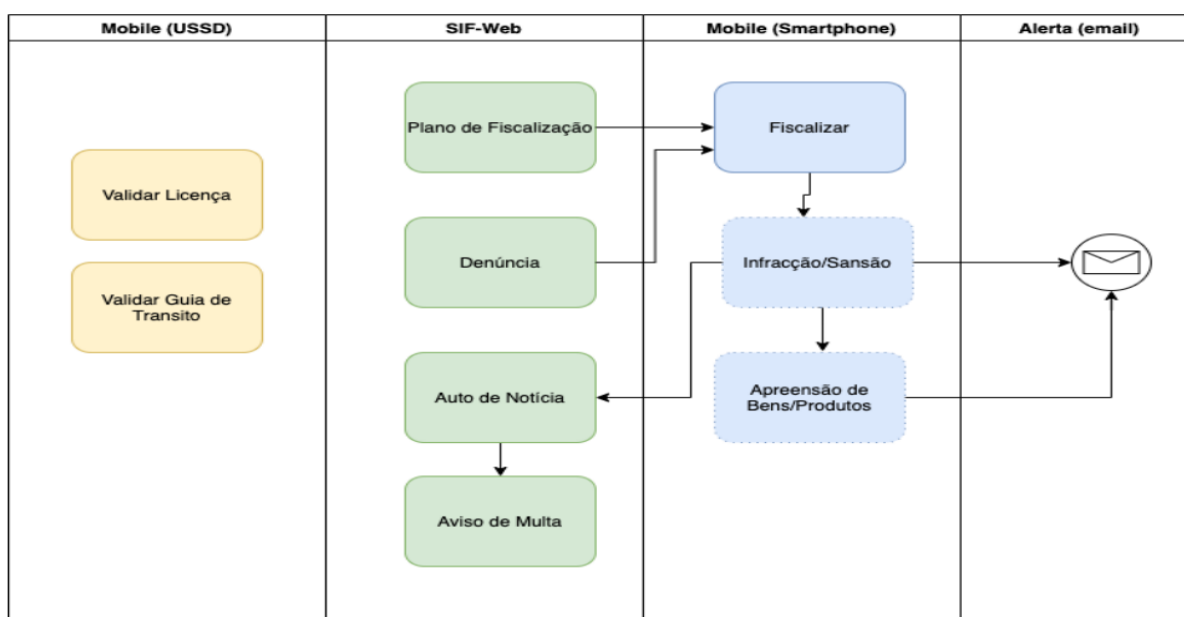 Mobile (USSD)
SIF-Web
Mobile (Smartphone)
Alerta (email)
Validar Licença
Validar Guia de
Transito
Plano de Fiscalização
Denúncia
Auto de Notícia
Aviso de Multa
Fiscalizar
Infracção/Sansão
Apreensão de
Bens/Produtos